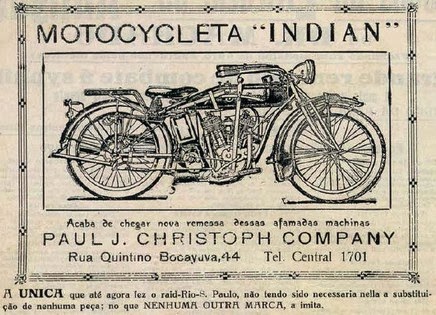 MOTOCYCLETA "INDIAN"
Acaba de chegar nova remessa dessas afamadas machinas
PAUL J. CHRISTOPH COMPANY
Rua Quintino Bocayuva, 44 Tel. Central 1701
A UNICA que até agora fez o raid-Rio-S. Paulo, não tendo sido necessaria nella a substitui-
ção de nenhuma peça; no que NENHUMA OUTRA MARCA, a imita.